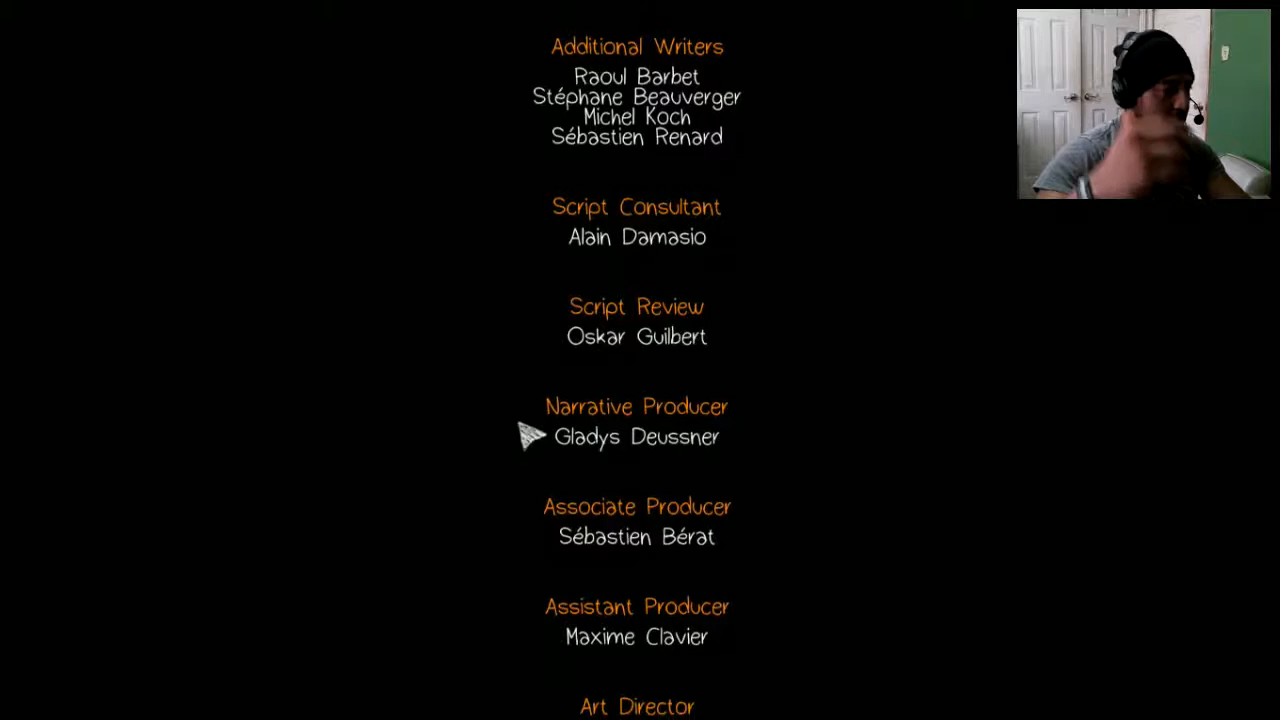 Additional Writers
Raoul Barbet
Stéphane Beauverger
Michel Koch
Sébastien Renard
Script Consultant
Alain Damasio
Script Review
Oskar Guilbert
Narrative Producer
Gladys Deussner
Associate Producer
Sébastien Bérat
Assistant Producer
Maxime Clavier
Art Director